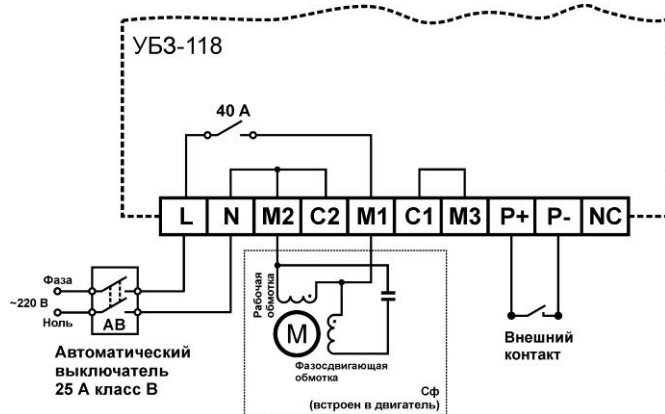 УБЗ-118
40 А
L N M2 C2 M1 C1 M3 P+ P- NC
Фаза
~220 В
Ноль
АВ
Автоматический
выключатель
25 А класс В
Рабочая
обмотка
М
Фазосдвигающая
обмотка
Сф
(встроен в двигатель)
Внешний
контакт